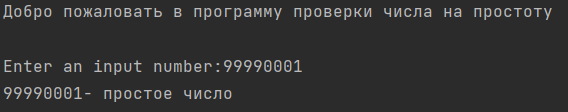 Добро пожаловать в программу проверки числа на простоту
Enter an input number:99990001
99990001- простое число